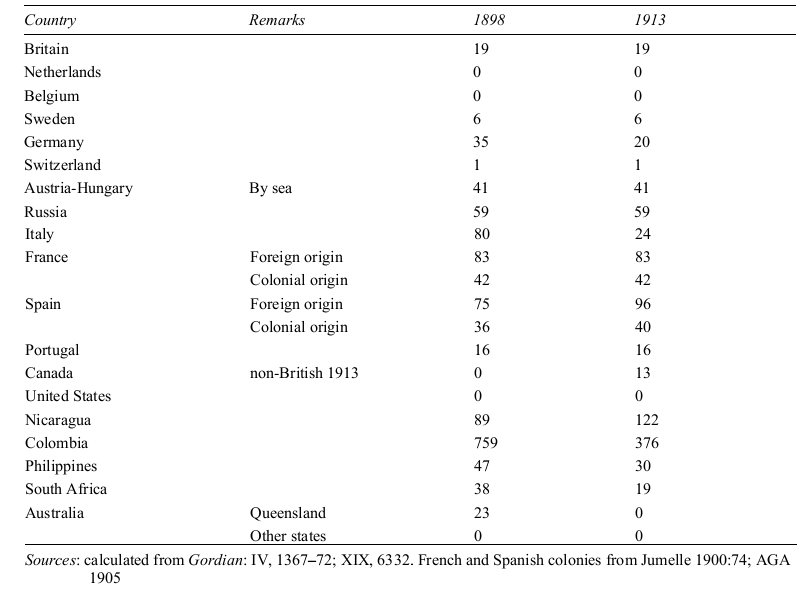 Country Remarks 1898 1913
Britain 19 19
Netherlands 0 0
Belgium 0 0
Sweden 6 6
Germany 35 20
Switzerland 1 1
Austria-Hungary By sea 41 41
Russia 59 59
Italy 80 24
France Foreign origin 83 83
Colonial origin 42 42
Spain Foreign origin 75 96
Colonial origin 36 40
Portugal 16 16
Canada non-British 1913 0 13
United States 0 0
Nicaragua 89 122
Colombia 759 376
Philippines 47 30
South Africa 38 19
Australia Queensland 23 0
Other states 0 0
Sources: calculated from Gordian: IV, 1367–72; XIX, 6332. French and Spanish colonies from Jumelle 1900:74; AGA
1905